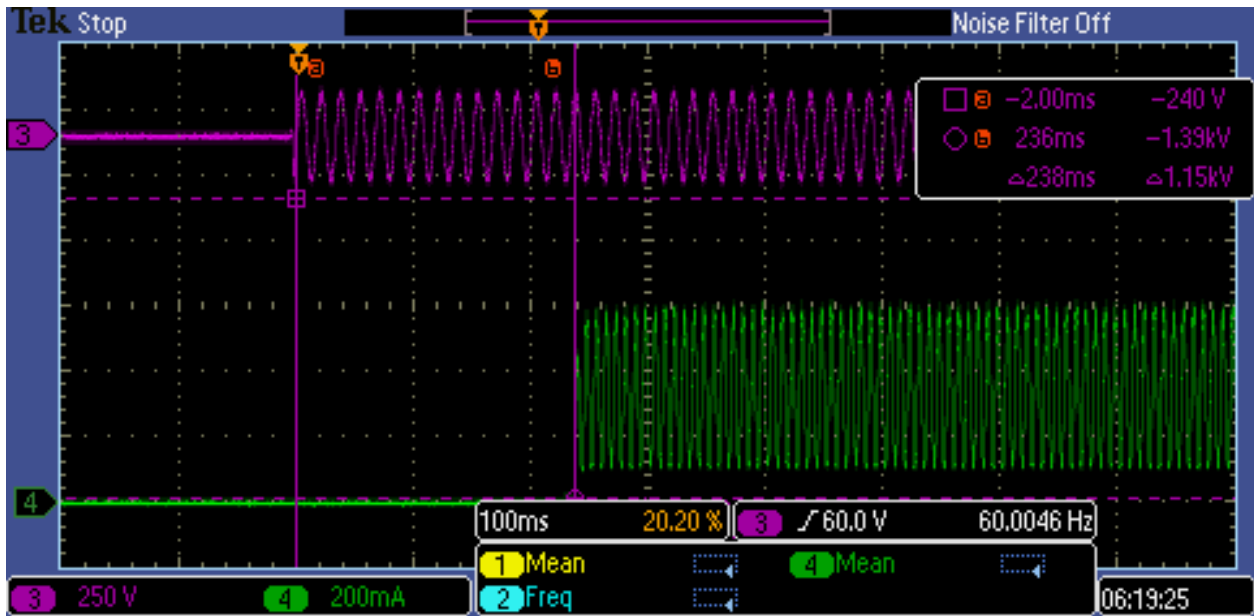 Tek Stop Noise Filter Off
T
T a b
a −2.00ms −240 V
3
b 236ms −1.39kV
△238ms △1.15kV
4
100ms 20.20 % 3 60.0 V 60.0046 Hz
1 Mean 4 Mean
3 250 V 4 200mA 2 Freq 06:19:25